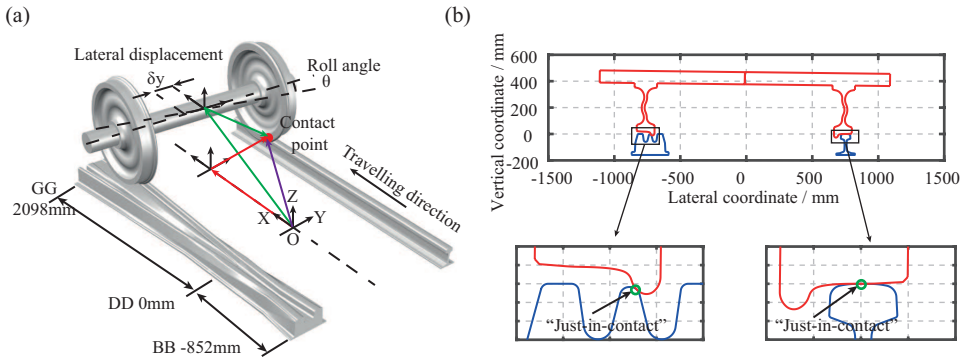 (a)
Lateral displacement
δy
Roll angle
θ
Contact
point
Travelling direction
GG
2098mm
X
Z
Y
O
DD 0mm
BB -852mm
(b)
Vertical coordinate / mm
600
400
200
0
-200
-1500
-1000
-500
0
500
1000
1500
Lateral coordinate / mm
“Just-in-contact”
“Just-in-contact”